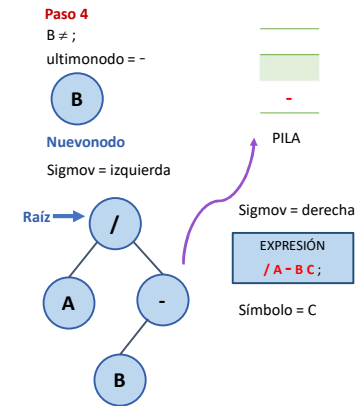 Paso 4
B ≠ ;
ultimonodo = -
B
Nuevonodo
Sigmov = izquierda
-
PILA
Raíz
/
A
-
B
Sigmov = derecha
EXPRESIÓN
/ A - B C ;
Símbolo = C